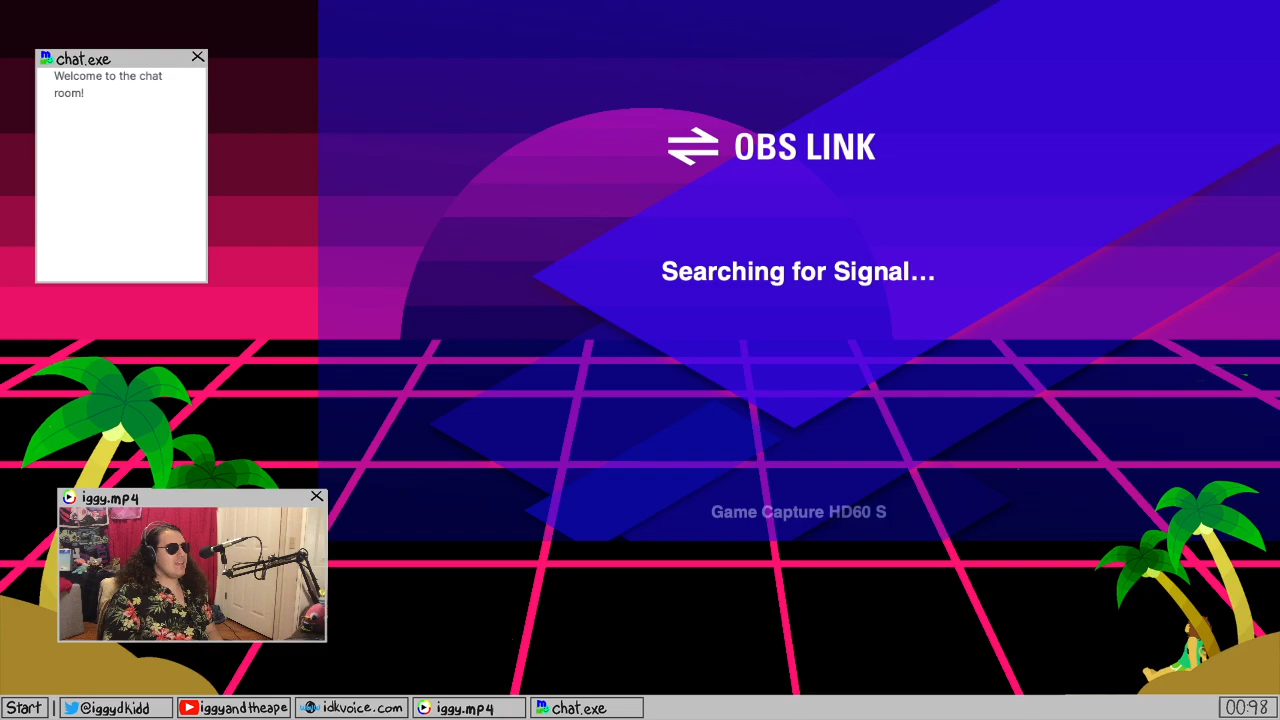 chat.exe
Welcome to the chat
room!
OBS LINK
Searching for Signal...
Game Capture HD60 S
iggy.mp4
Start
@iggydkidd
iggyandtheape
idkvoice.com
iggy.mp4
chat.exe
00:98